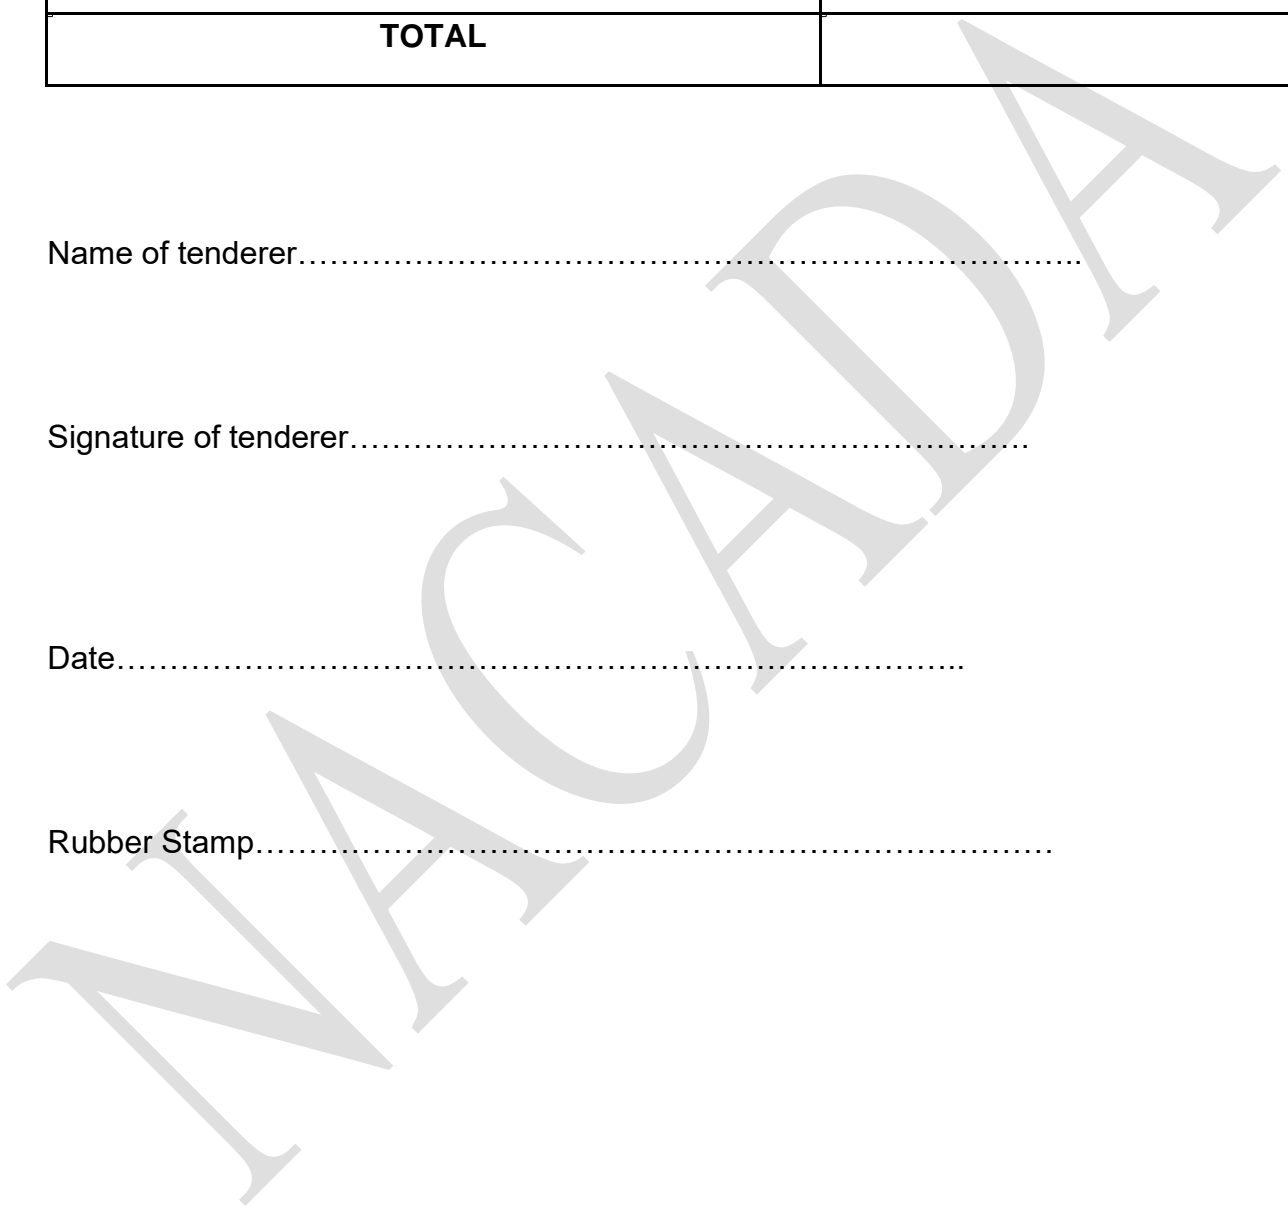 TOTAL
Name of tenderer…………………………………………………………………..
Signature of tenderer……………………………………………………….
Date……………………………………………………………………..
Rubber Stamp…………………………………………………………………
NACADA